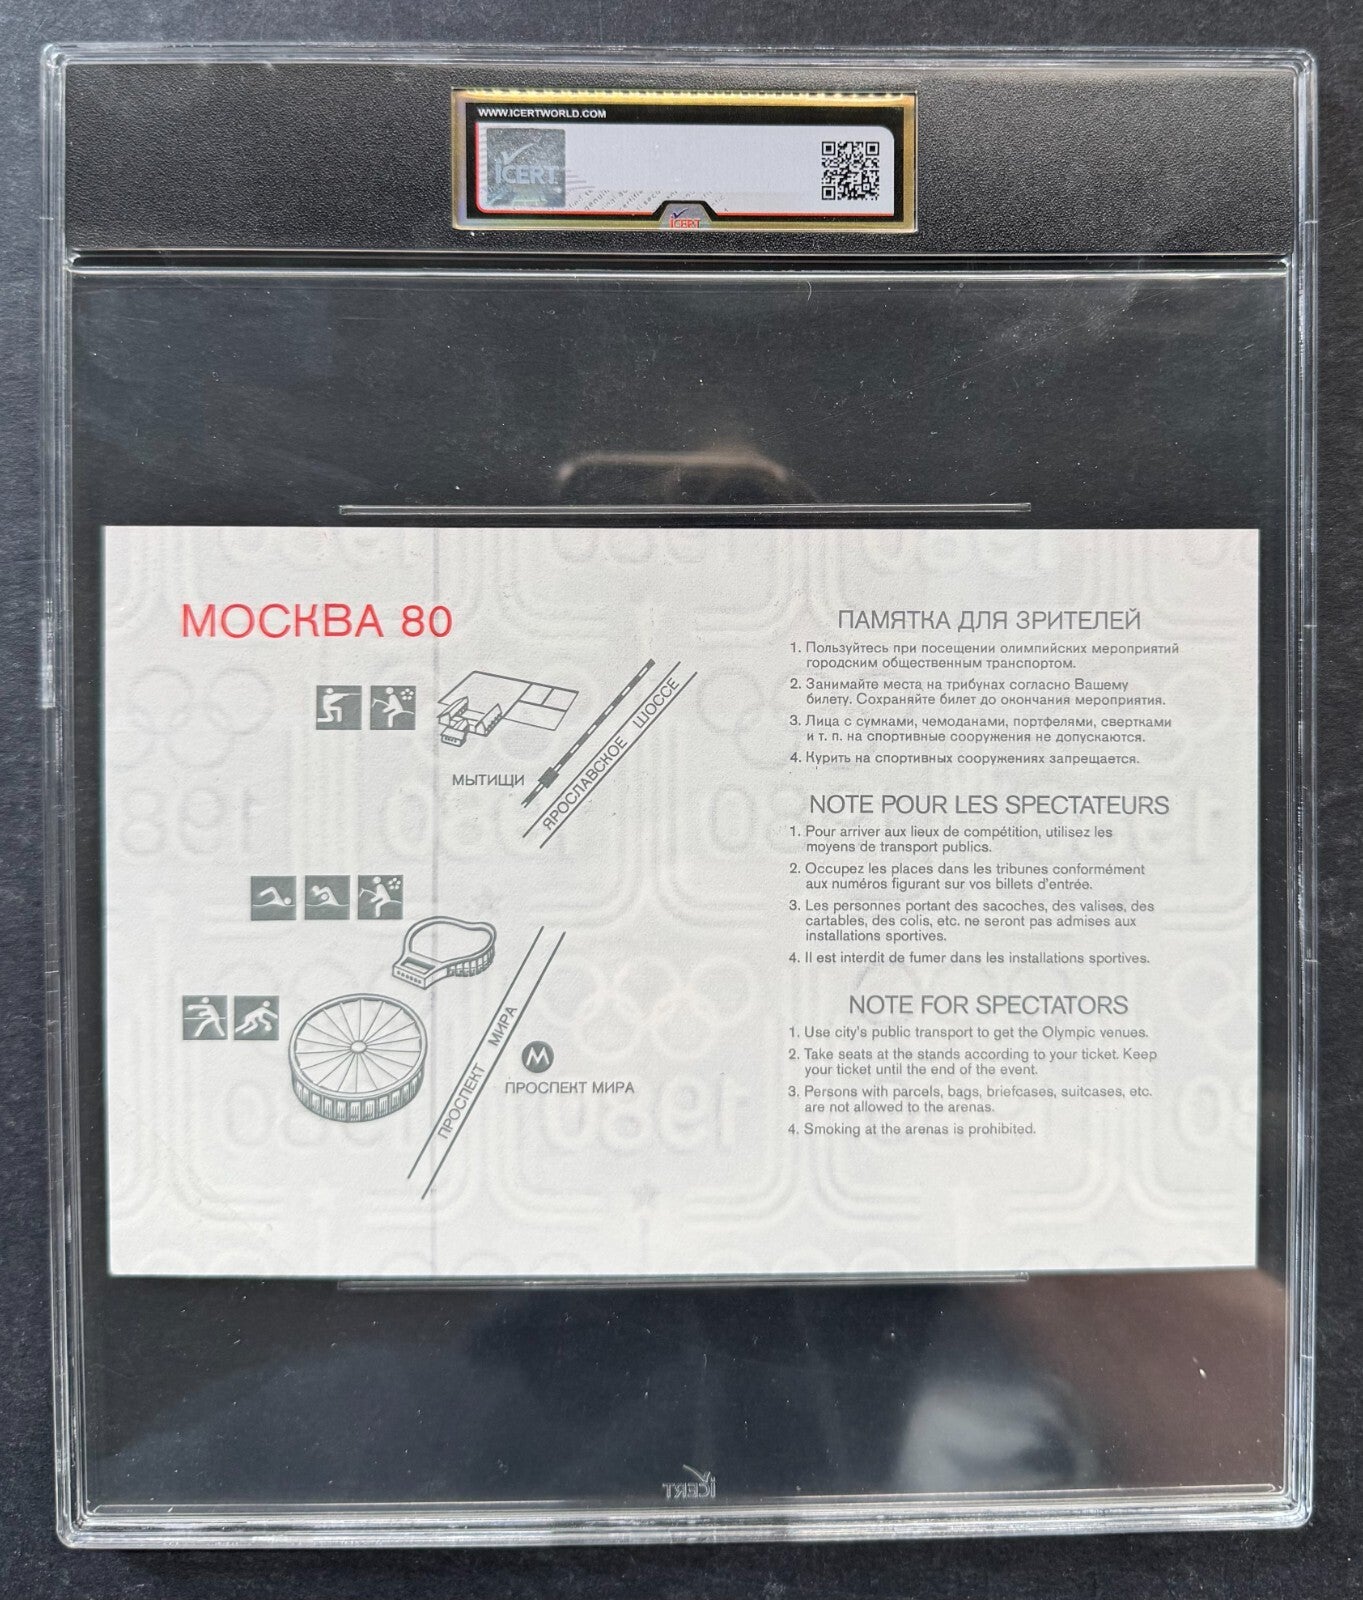 WWW.ICERTWORLD.COM
iCERT
iCERT
МОСКВА 80
МЫТИЩИ
ЯРОСЛАВСКОЕ ШОССЕ
ПРОСПЕКТ МИРА
М
ПРОСПЕКТ МИРА
ПАМЯТКА ДЛЯ ЗРИТЕЛЕЙ
1. Пользуйтесь при посещении олимпийских мероприятий
городским общественным транспортом.
2. Занимайте места на трибунах согласно Вашему
билету. Сохраняйте билет до окончания мероприятия.
3. Лица с сумками, чемоданами, портфелями, свертками
и т. п. на спортивные сооружения не допускаются.
4. Курить на спортивных сооружениях запрещается.
NOTE POUR LES SPECTATEURS
1. Pour arriver aux lieux de compétition, utilisez les
moyens de transport publics.
2. Occupez les places dans les tribunes conformément
aux numéros figurant sur vos billets d'entrée.
3. Les personnes portant des sacoches, des valises, des
cartables, des colis, etc. ne seront pas admises aux
installations sportives.
4. Il est interdit de fumer dans les installations sportives.
NOTE FOR SPECTATORS
1. Use city's public transport to get the Olympic venues.
2. Take seats at the stands according to your ticket. Keep
your ticket until the end of the event.
3. Persons with parcels, bags, briefcases, suitcases, etc.
are not allowed to the arenas.
4. Smoking at the arenas is prohibited.
1980
iCERT